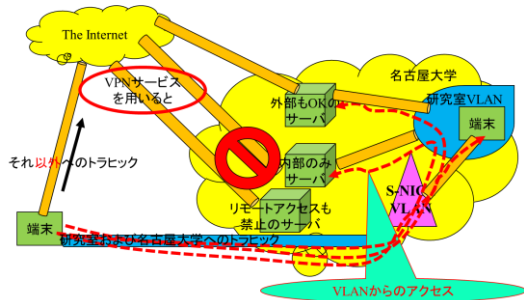 The Internet
VPNサービス
を用いると
名古屋大学
外部もOKの
サーバ
研究室VLAN
端末
それ以外へのトラヒック
内部のみ
サーバ
S-NIC
VLAN
リモートアクセスも
禁止のサーバ
端末
研究室および名古屋大学へのトラヒック
VLANからのアクセス